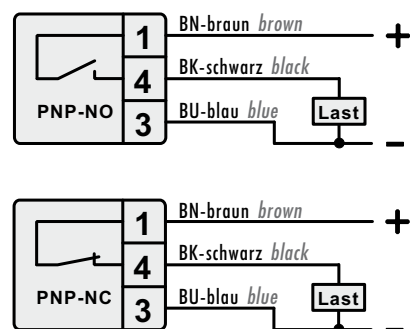 1 BN-braun brown +
4 BK-schwarz black
PNP-NO 3 BU-blau blue Last –
1 BN-braun brown +
4 BK-schwarz black
PNP-NC 3 BU-blau blue Last –